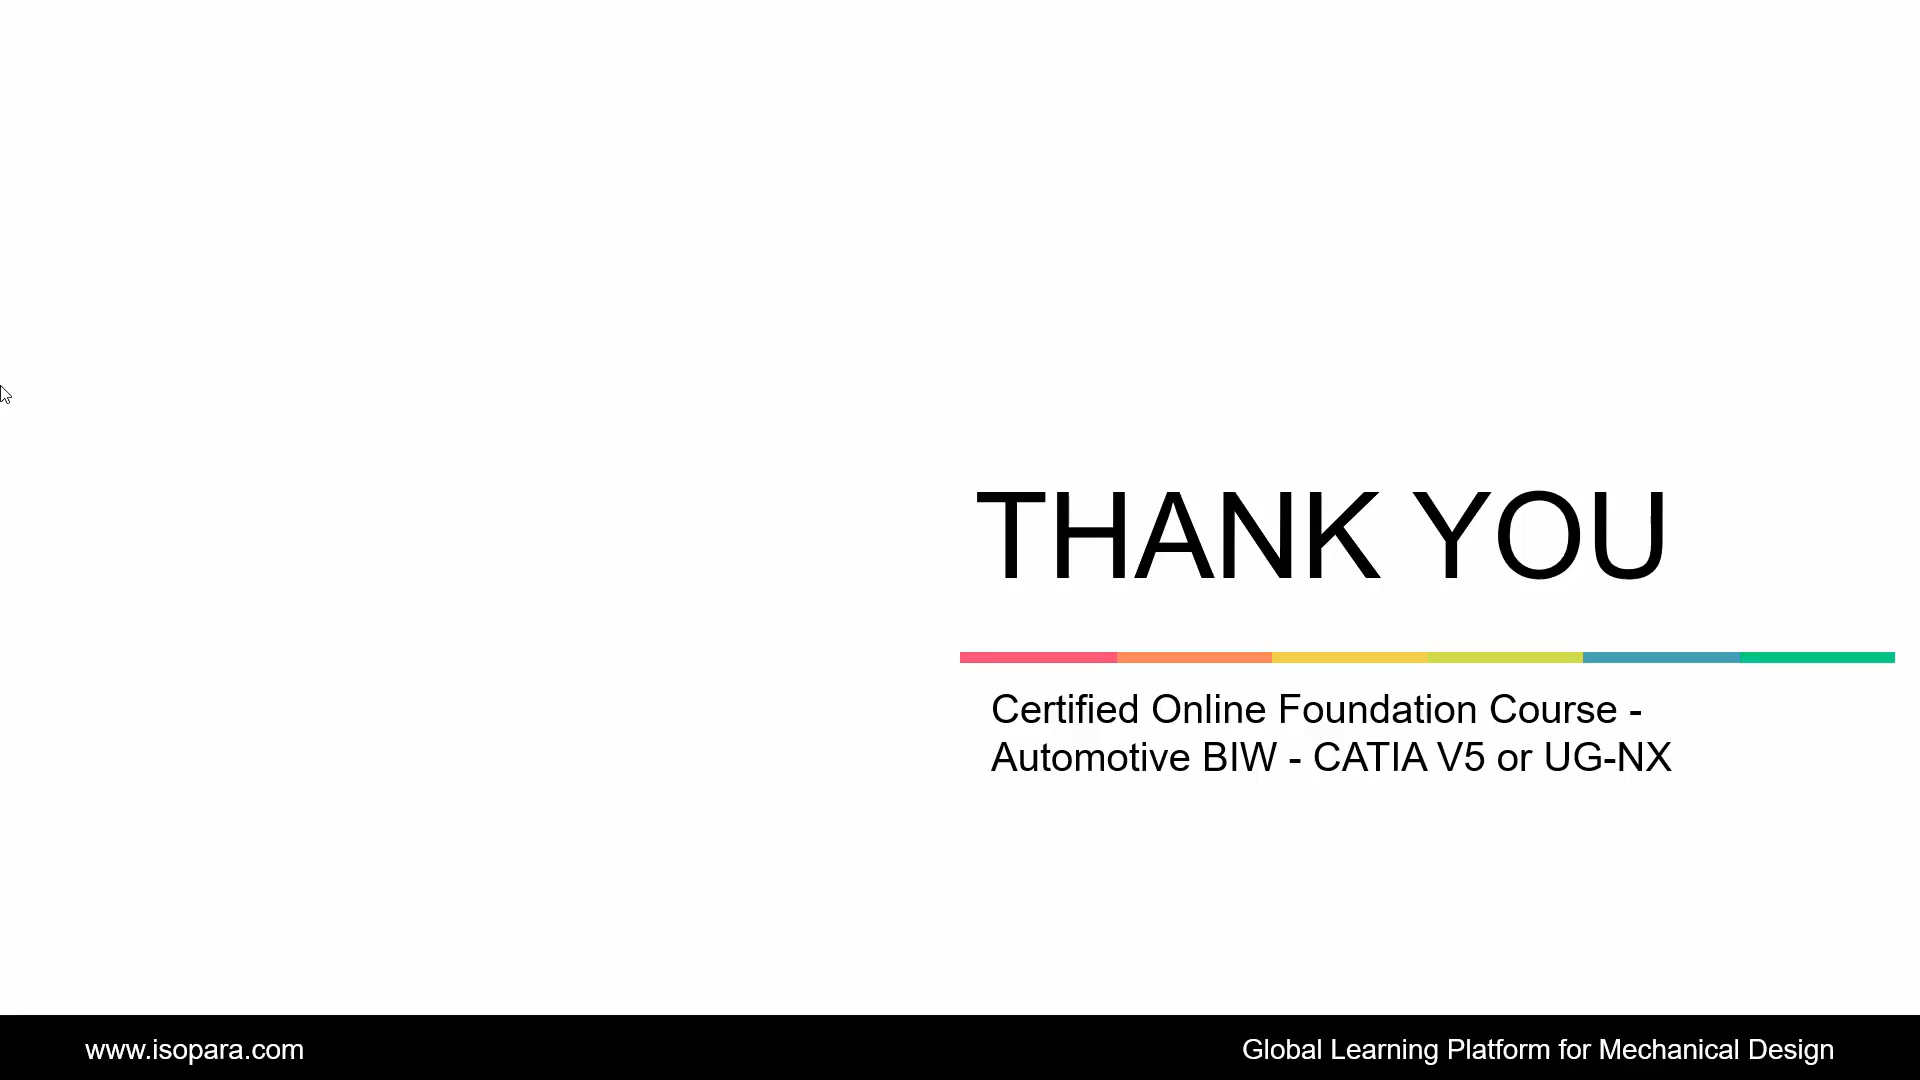 THANK YOU
Certified Online Foundation Course -
Automotive BIW - CATIA V5 or UG-NX
www.isopara.com
Global Learning Platform for Mechanical Design